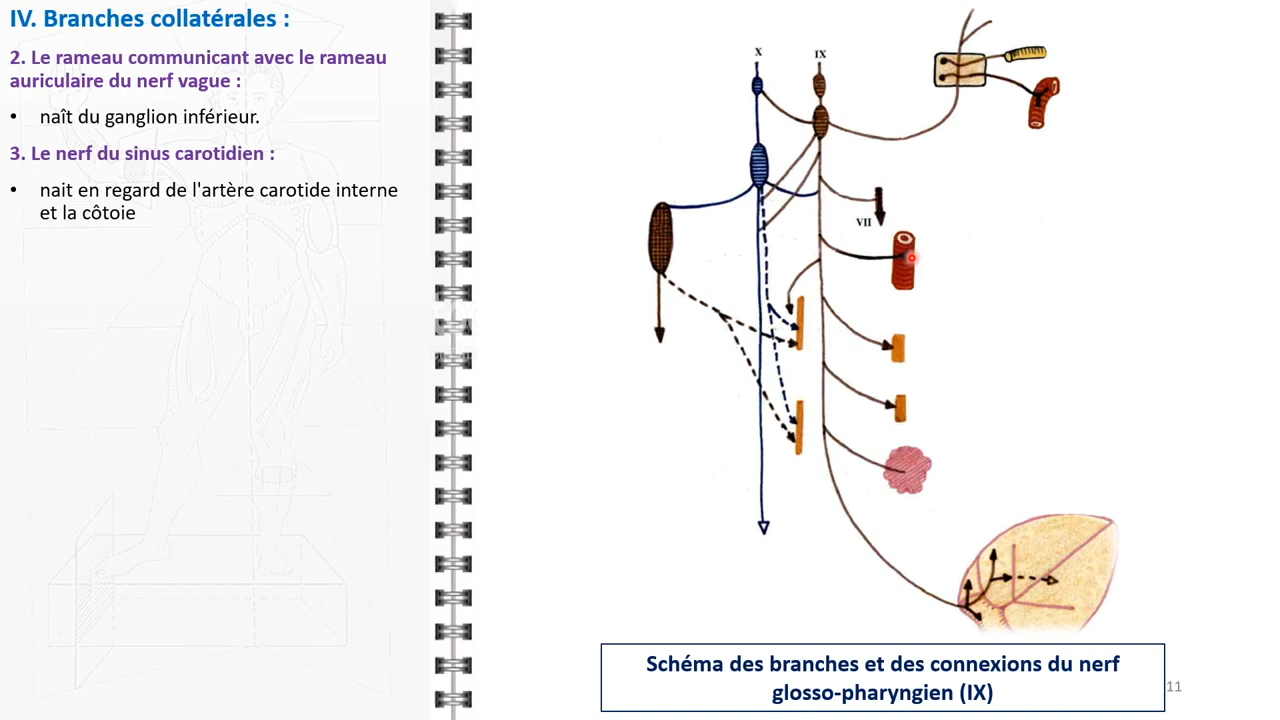 IV. Branches collatérales :
2. Le rameau communicant avec le rameau
auriculaire du nerf vague :
• naît du ganglion inférieur.
3. Le nerf du sinus carotidien :
• nait en regard de l'artère carotide interne
et la côtoie
X
IX
VII
Schéma des branches et des connexions du nerf
glosso-pharyngien (IX)
11